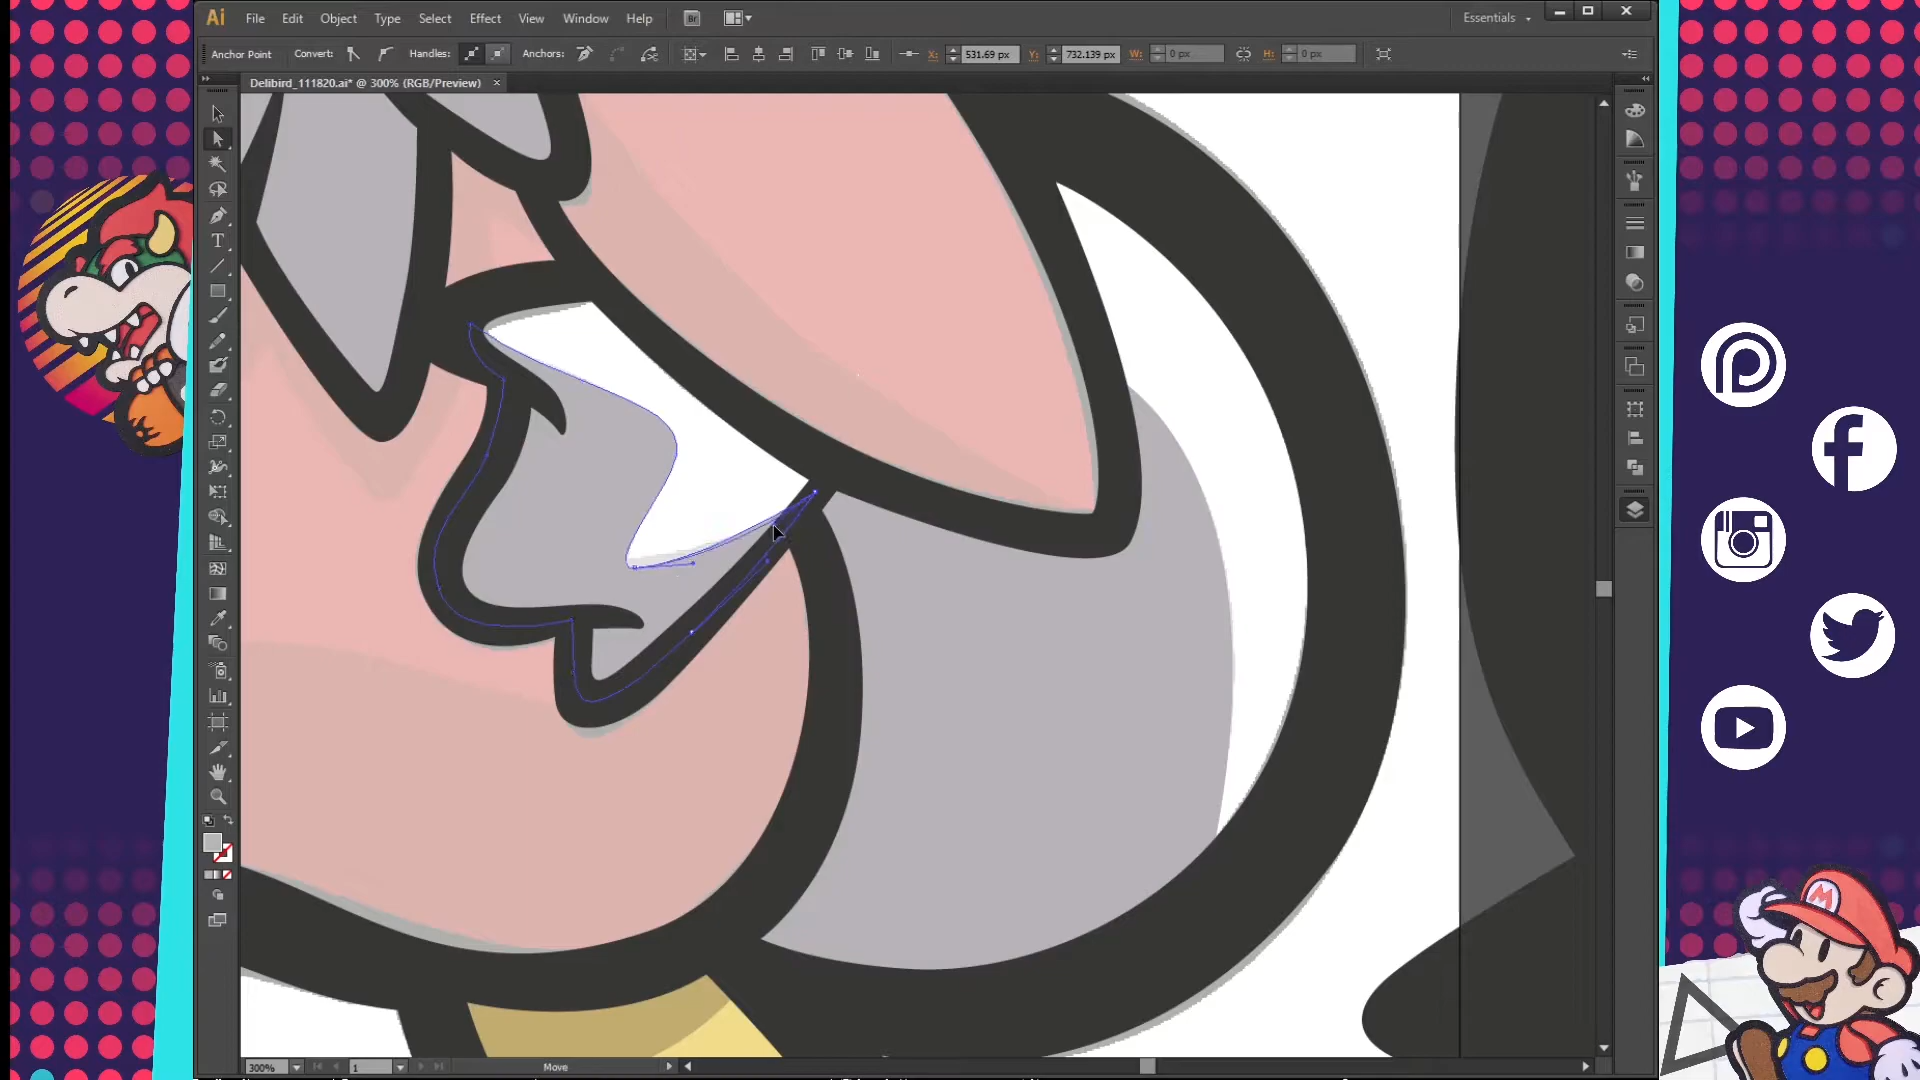 Ai File Edit Object Type Select Effect View Window Help Br Essentials
Anchor Point Convert: Handles: Anchors: X: 531.69 px Y: 732.139 px W: 0 px H: 0 px
Delibird_111820.ai* @ 300% (RGB/Preview) ×
T
M
300% 1 Move